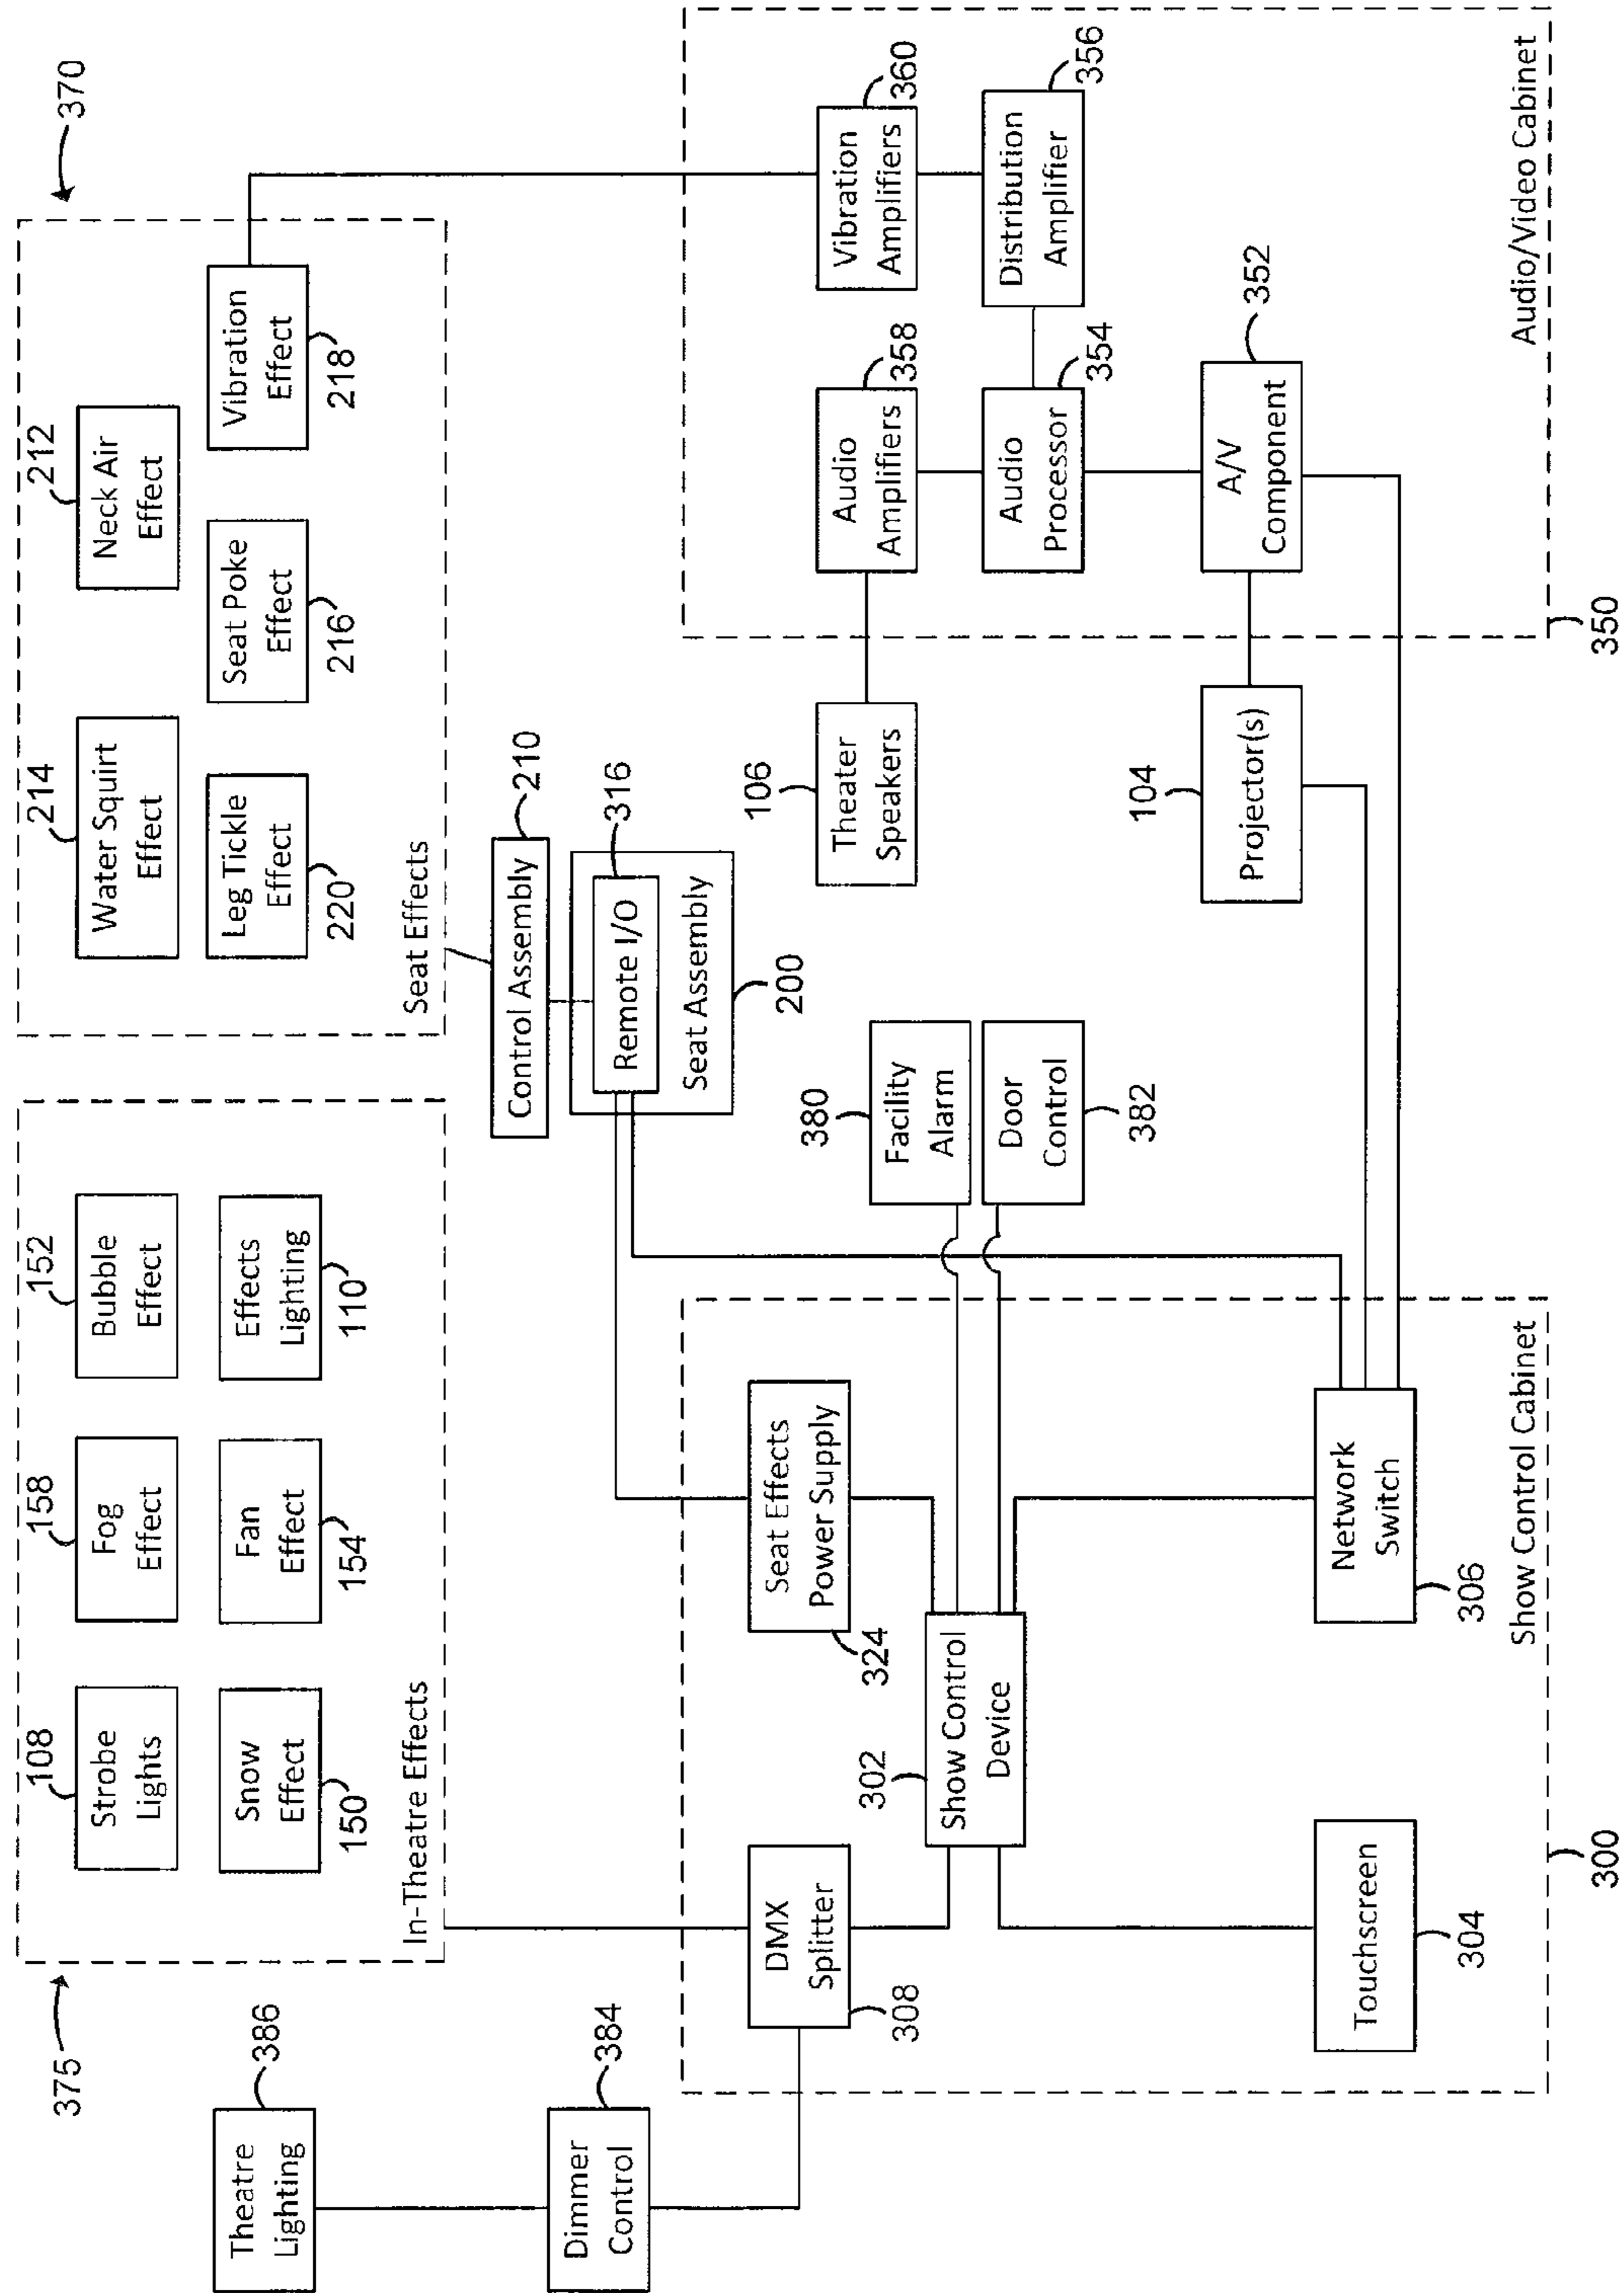 375
370
386
Theatre
Lighting
384
Dimmer
Control
108
Strobe
Lights
158
Fog
Effect
152
Bubble
Effect
Snow
Effect
150
Fan
Effect
154
Effects
Lighting
110
In-Theatre Effects
214
Water Squirt
Effect
212
Neck Air
Effect
Leg Tickle
Effect
220
Seat Poke
Effect
216
Vibration
Effect
218
Seat Effects
Control Assembly
210
Remote I/O
316
Seat Assembly
200
DMX
Splitter
308
Seat Effects
Power Supply
324
302
Show Control
Device
Touchscreen
304
Network
Switch
306
Show Control Cabinet
300
380
Facility
Alarm
Door
Control
382
106
Theater
Speakers
104
Projector(s)
Audio
Amplifiers
358
Vibration
Amplifiers
360
Audio
Processor
354
Distribution
Amplifier
356
A/V
Component
352
Audio/Video Cabinet
350